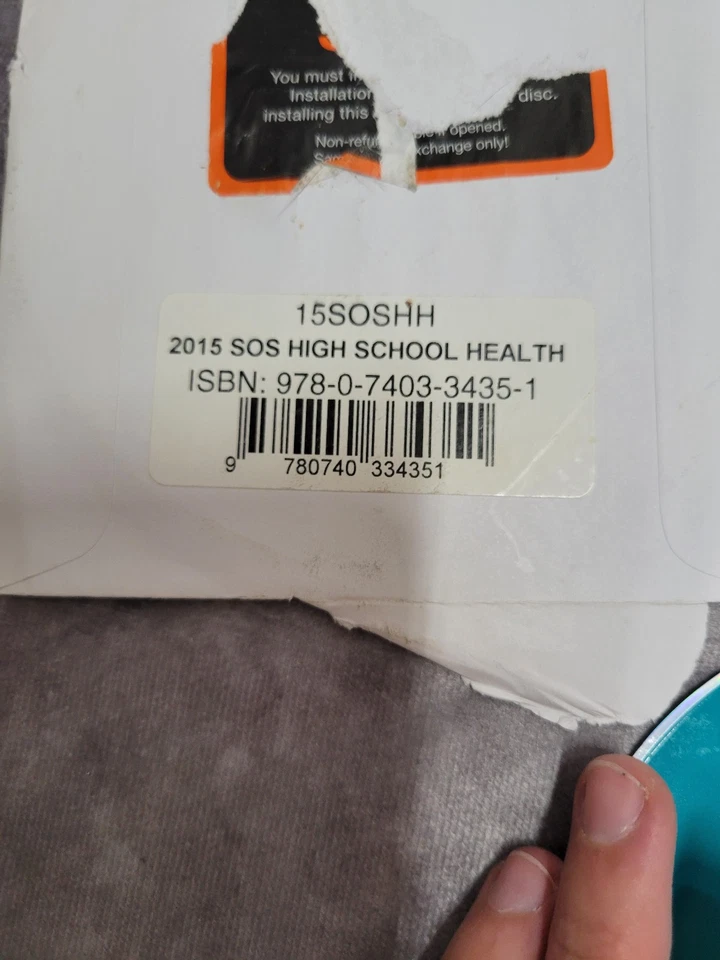 You must
Installation disc.
installing this
opened.
Non- xchange only!
15SOSHH
2015 SOS HIGH SCHOOL HEALTH
ISBN: 978-0-7403-3435-1
9 780740 334351